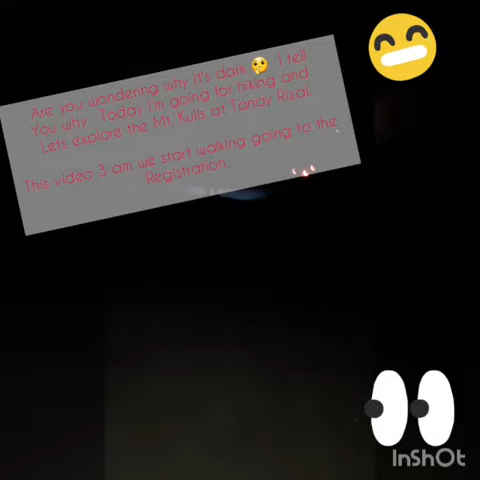 Are you wondering why it's dark 🤔. I tell
You why . Today i'm going for hiking and
Lets explore the Mt. Kulis at Tanay Rizal.
This video 3 am we start walking going to the
Registration.
InShOt